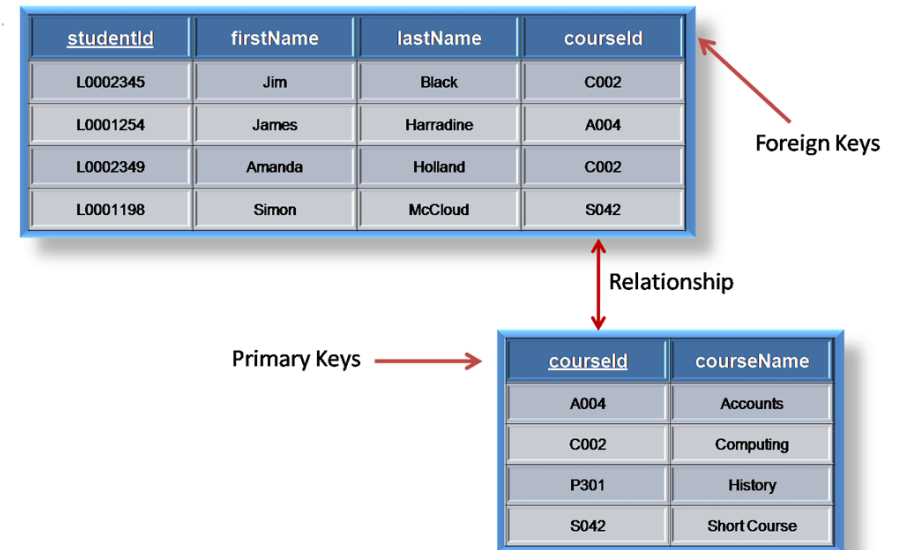 studentId firstName lastName courseId
L0002345 Jim Black C002
L0001254 James Harradine A004
L0002349 Amanda Holland C002
L0001198 Simon McCloud S042
Foreign Keys
Relationship
Primary Keys
courseId courseName
A004 Accounts
C002 Computing
P301 History
S042 Short Course